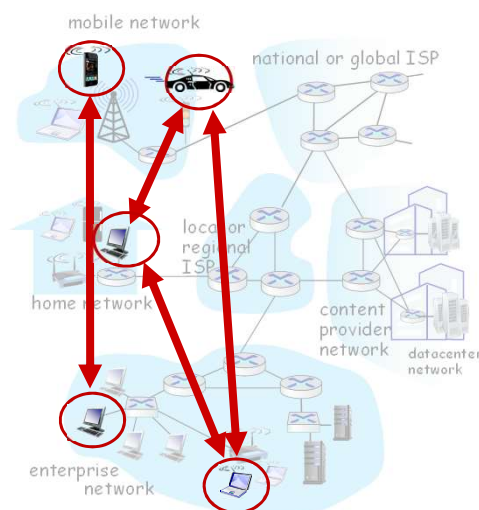 mobile network
national or global ISP
local or
regional
ISP
home network
content
provider
network
datacenter
network
enterprise
network